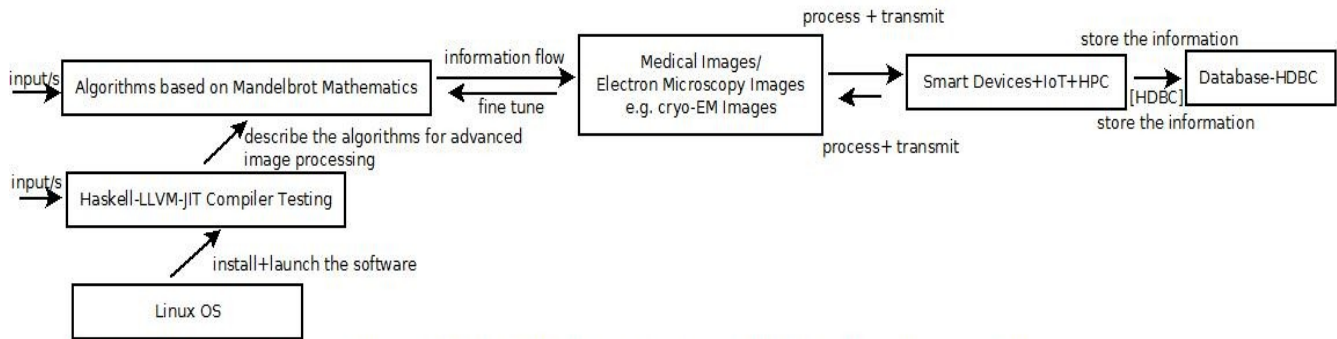 process + transmit
store the information
information flow
Medical Images/
Electron Microscopy Images
e.g. cryo-EM Images
input/s
Algorithms based on Mandelbrot Mathematics
Smart Devices+IoT+HPC
Database-HDBC
[HDBC]
fine tune
store the information
describe the algorithms for advanced
image processing
process+ transmit
input/s
Haskell-LLVM-JIT Compiler Testing
install+launch the software
Linux OS